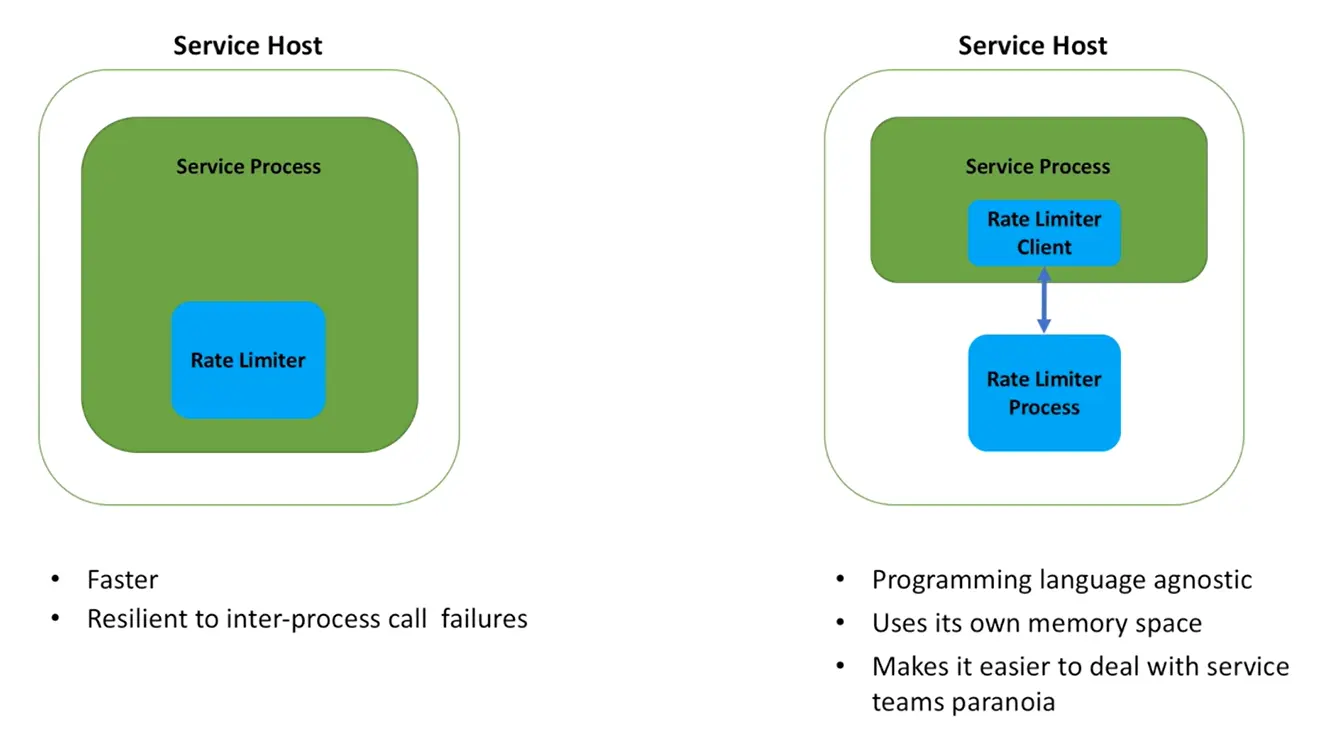 Service Host
Service Process
Rate Limiter
• Faster
• Resilient to inter-process call  failures
Service Host
Service Process
Rate Limiter
Client
Rate Limiter
Process
• Programming language agnostic
• Uses its own memory space
• Makes it easier to deal with service
teams paranoia